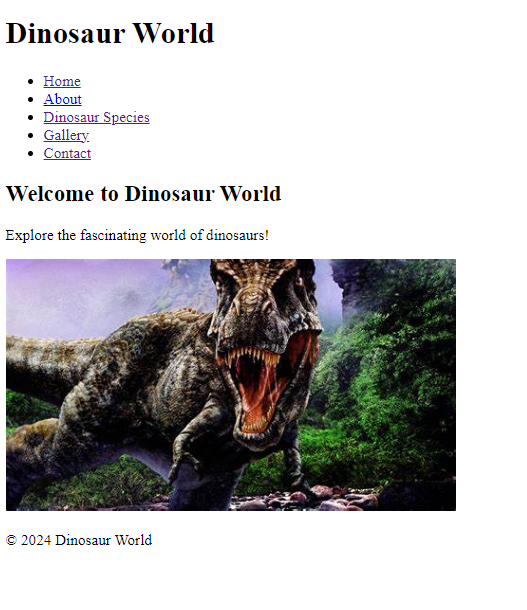 Dinosaur World
Home
About
Dinosaur Species
Gallery
Contact
Welcome to Dinosaur World
Explore the fascinating world of dinosaurs!
© 2024 Dinosaur World